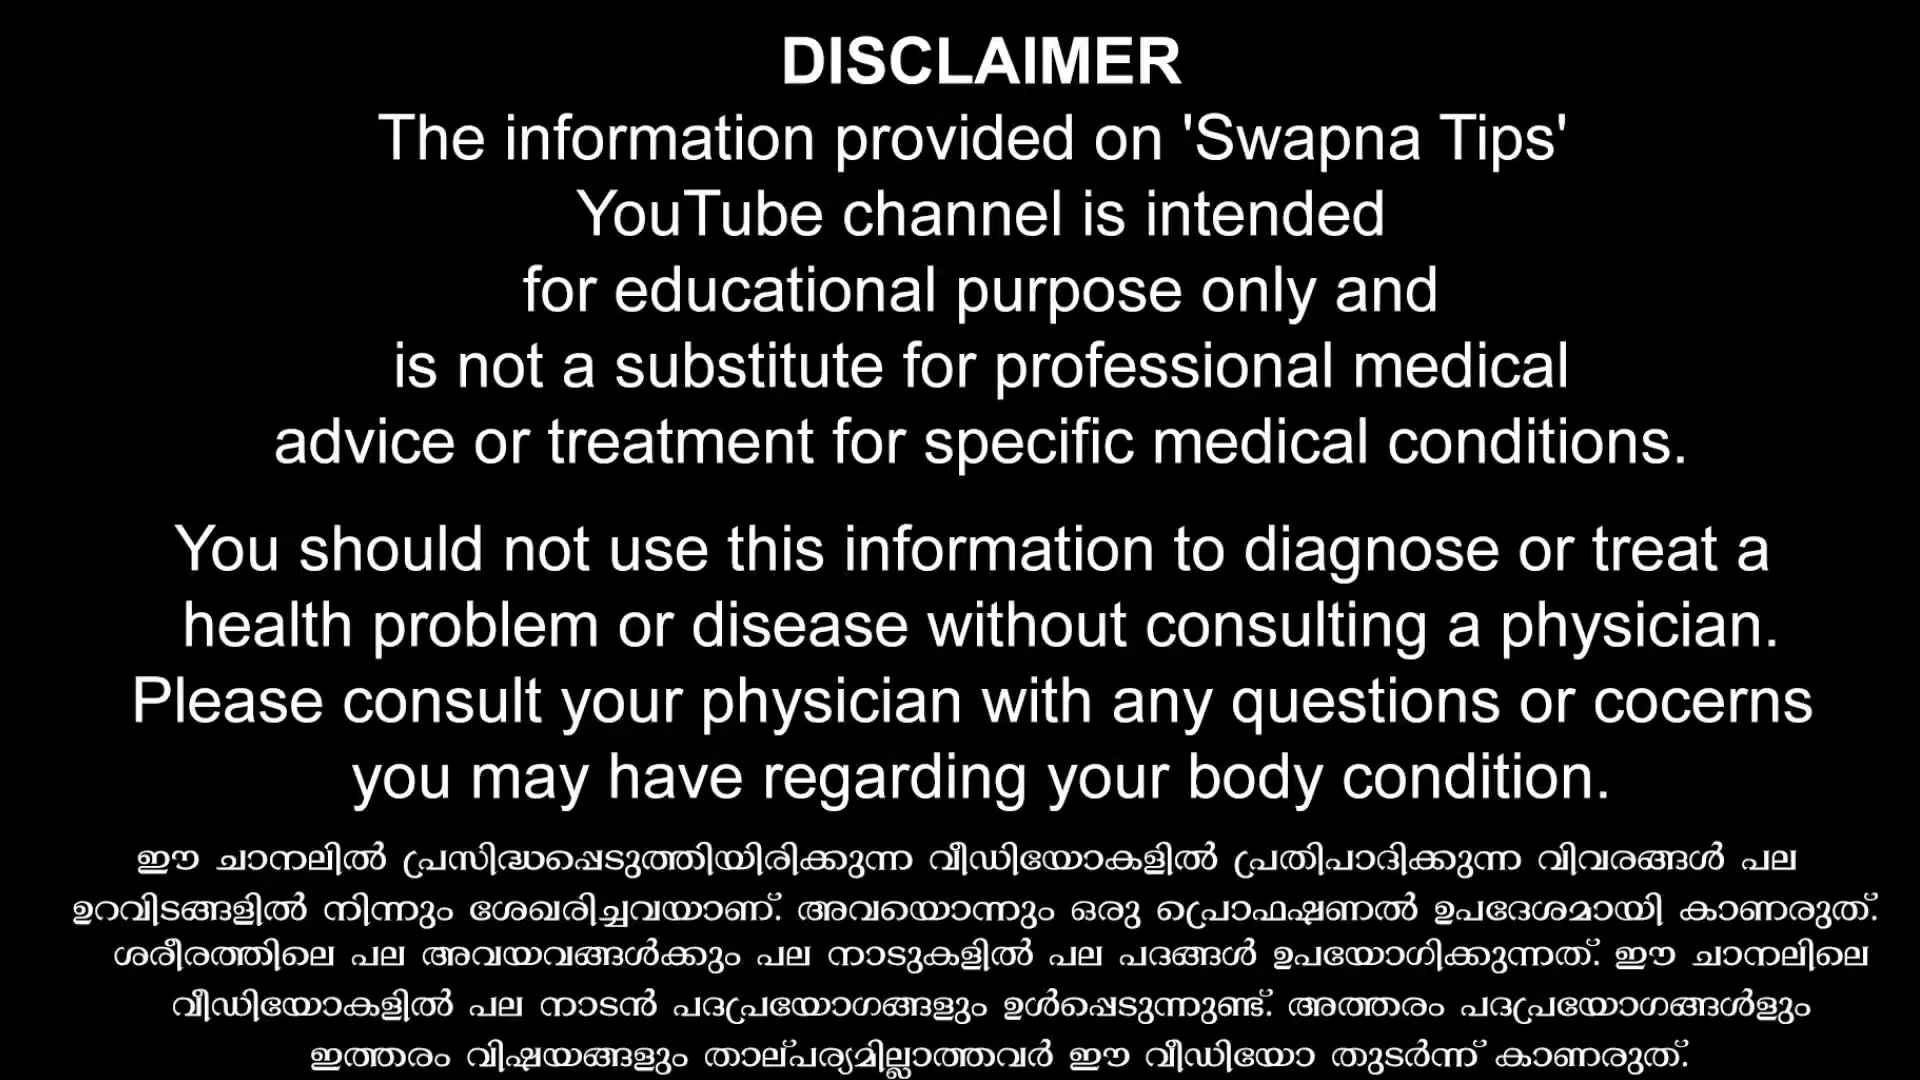 DISCLAIMER
The information provided on 'Swapna Tips'
YouTube channel is intended
for educational purpose only and
is not a substitute for professional medical
advice or treatment for specific medical conditions.
You should not use this information to diagnose or treat a
health problem or disease without consulting a physician.
Please consult your physician with any questions or cocerns
you may have regarding your body condition.
ഈ ചാനലിൽ പ്രസിദ്ധപ്പെടുത്തിയിരിക്കുന്ന വീഡിയോകളിൽ പ്രതിപാദിക്കുന്ന വിവരങ്ങൾ പല
ഉറവിടങ്ങളിൽ നിന്നും ശേഖരിച്ചവയാണ്. അവയൊന്നും ഒരു പ്രൊഫഷണൽ ഉപദേശമായി കാണരുത്.
ശരീരത്തിലെ പല അവയവങ്ങൾക്കും പല നാടുകളിൽ പല പദങ്ങൾ ഉപയോഗിക്കുന്നത്. ഈ ചാനലിലെ
വീഡിയോകളിൽ പല നാടൻ പദപ്രയോഗങ്ങളും ഉൾപ്പെടുന്നുണ്ട്. അത്തരം പദപ്രയോഗങ്ങൾളും
ഇത്തരം വിഷയങ്ങളും താല്പര്യമില്ലാത്തവർ ഈ വീഡിയോ തുടർന്ന് കാണരുത്.